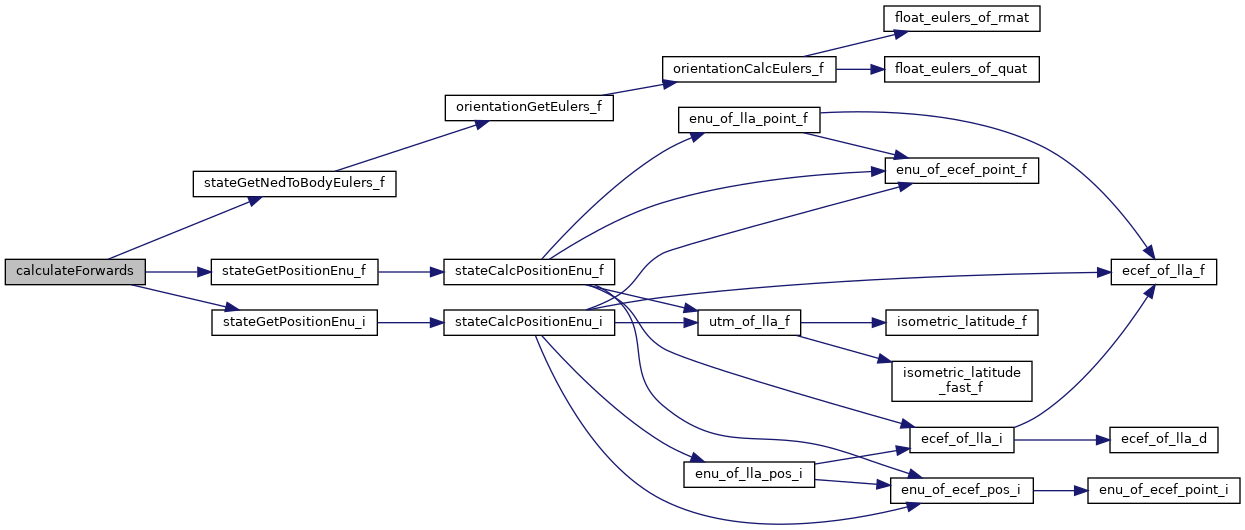 float_eulers_of_rmat
orientationCalcEulers_f
float_eulers_of_quat
orientationGetEulers_f
enu_of_lla_point_f
enu_of_ecef_point_f
stateGetNedToBodyEulers_f
calculateForwards
stateGetPositionEnu_f
stateCalcPositionEnu_f
ecef_of_lla_f
stateGetPositionEnu_i
stateCalcPositionEnu_i
utm_of_lla_f
isometric_latitude_f
isometric_latitude
_fast_f
ecef_of_lla_i
ecef_of_lla_d
enu_of_lla_pos_i
enu_of_ecef_pos_i
enu_of_ecef_point_i